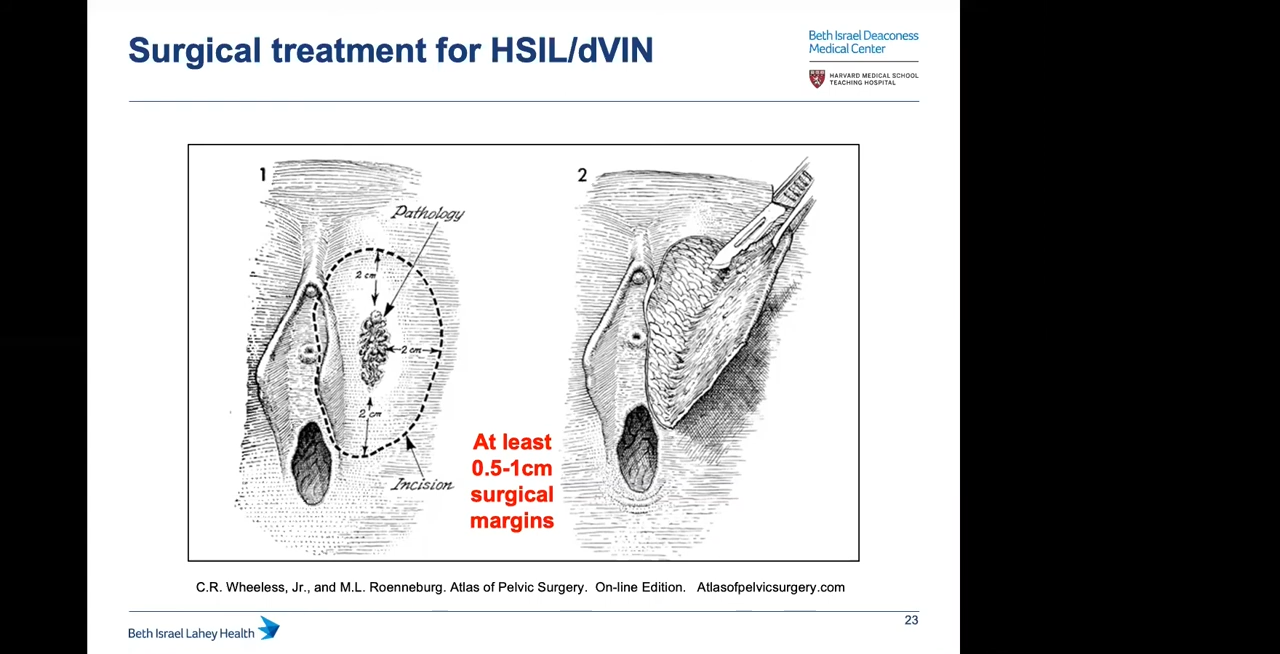 Surgical treatment for HSIL/dVIN
Beth Israel Deaconess
Medical Center
HARVARD MEDICAL SCHOOL
TEACHING HOSPITAL
1
Pathology
2 cm
2 cm
2 cm
Incision
2
At least
0.5-1cm
surgical
margins
C.R. Wheeless, Jr., and M.L. Roenneburg. Atlas of Pelvic Surgery. On-line Edition. Atlasofpelvicsurgery.com
Beth Israel Lahey Health
23